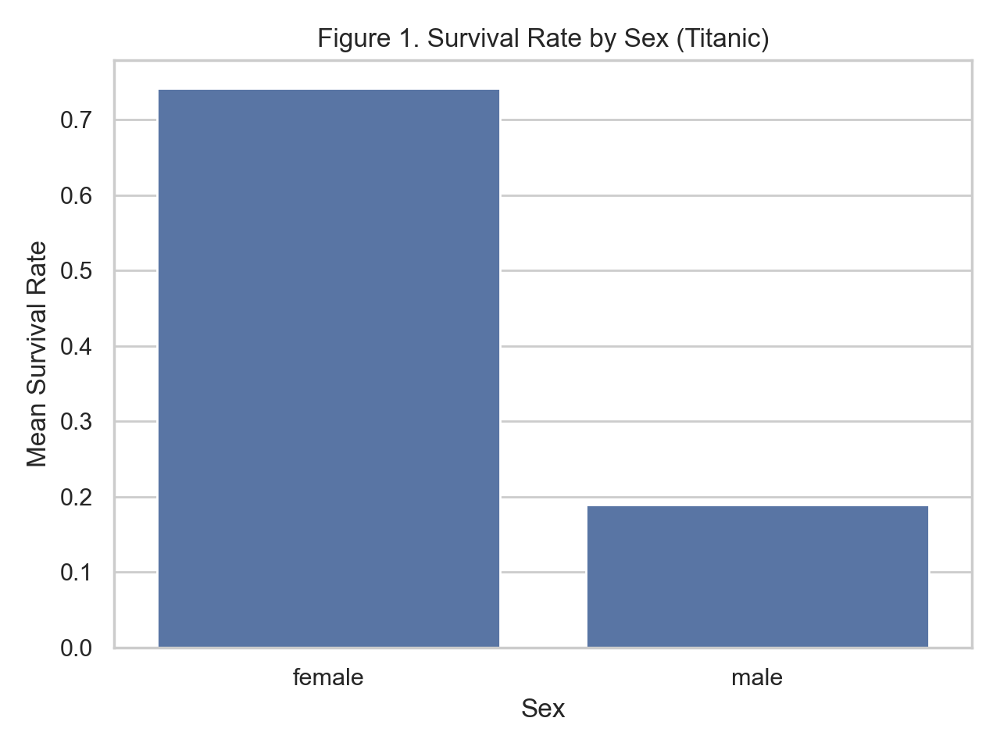 Figure 1. Survival Rate by Sex (Titanic)
Mean Survival Rate
0.7
0.6
0.5
0.4
0.3
0.2
0.1
0.0
female
male
Sex